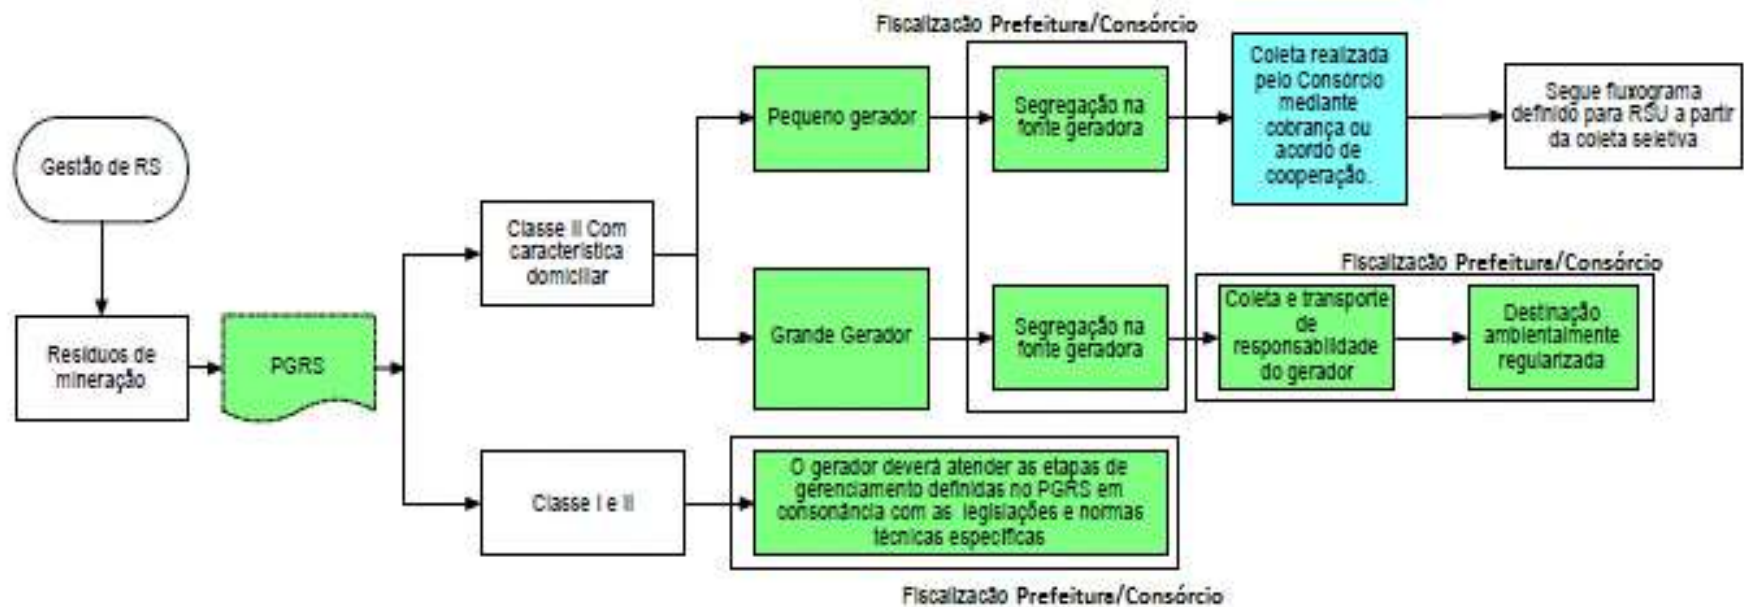 Fiscalização Prefeitura/Consórcio
Gestão de RS
Resíduos de
mineração
PGRS
Classe II Com
característica
domiciliar
Classe I e II
Pequeno gerador
Grande Gerador
Segregação na
fonte geradora
Segregação na
fonte geradora
Coleta realizada
pelo Consórcio
mediante
cobrança ou
acordo de
cooperação.
Segue fluxograma
definido para RSU a partir
da coleta seletiva
Fiscalização Prefeitura/Consórcio
Coleta e transporte
de
responsabilidade
do gerador
Destinação
ambientalmente
regularizada
O gerador deverá atender as etapas de
gerenciamento definidas no PGRS em
consonância com as legislações e normas
técnicas específicas
Fiscalização Prefeitura/Consórcio